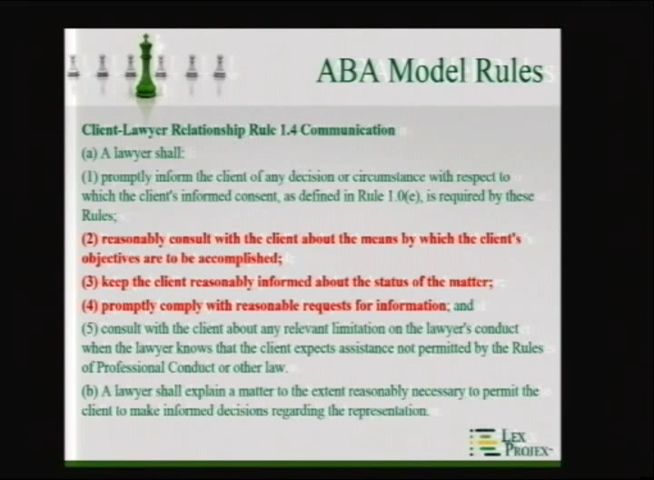 ABA Model Rules
Client-Lawyer Relationship Rule 1.4 Communication
(a) A lawyer shall:
(1) promptly inform the client of any decision or circumstance with respect to
which the client's informed consent, as defined in Rule 1.0(e), is required by these
Rules;
(2) reasonably consult with the client about the means by which the client's
objectives are to be accomplished;
(3) keep the client reasonably informed about the status of the matter;
(4) promptly comply with reasonable requests for information; and
(5) consult with the client about any relevant limitation on the lawyer's conduct
when the lawyer knows that the client expects assistance not permitted by the Rules
of Professional Conduct or other law.
(b) A lawyer shall explain a matter to the extent reasonably necessary to permit the
client to make informed decisions regarding the representation.
LEX
PROJEX